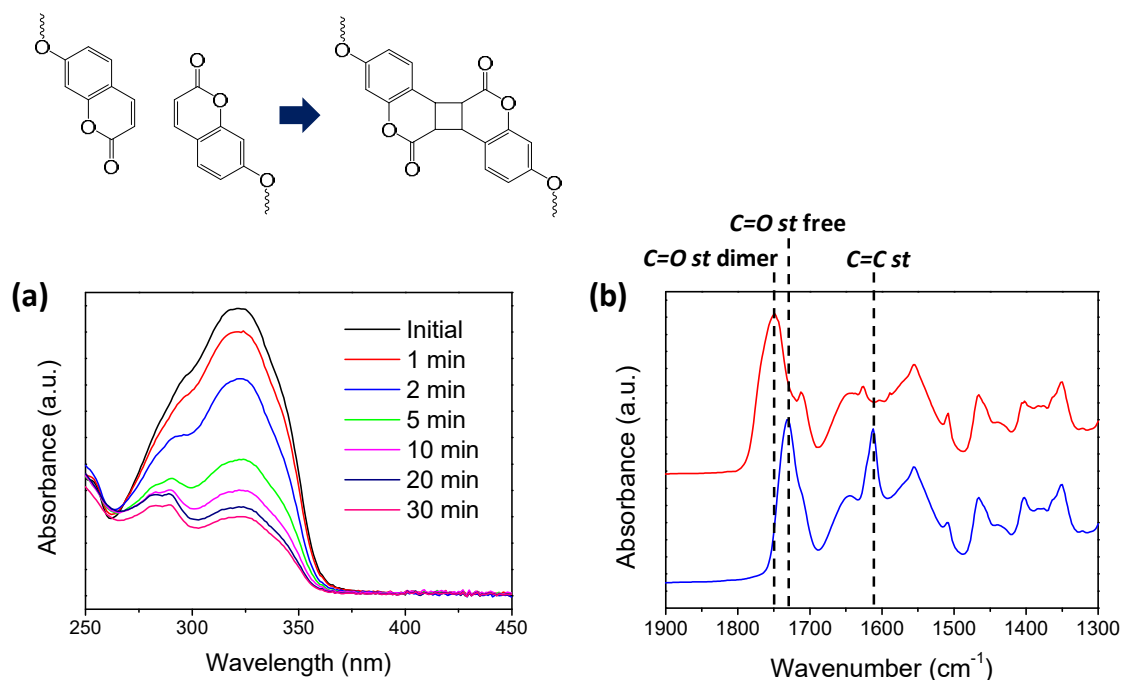 O
O
O
O
O
O
O
O
O
O
O
O
C=O st free
C=O st dimer
C=C st
(a)
(b)
Initial
1 min
2 min
5 min
10 min
20 min
30 min
Absorbance (a.u.)
250
300
350
400
450
Wavelength (nm)
Absorbance (a.u.)
1900
1800
1700
1600
1500
1400
1300
Wavenumber (cm⁻¹)